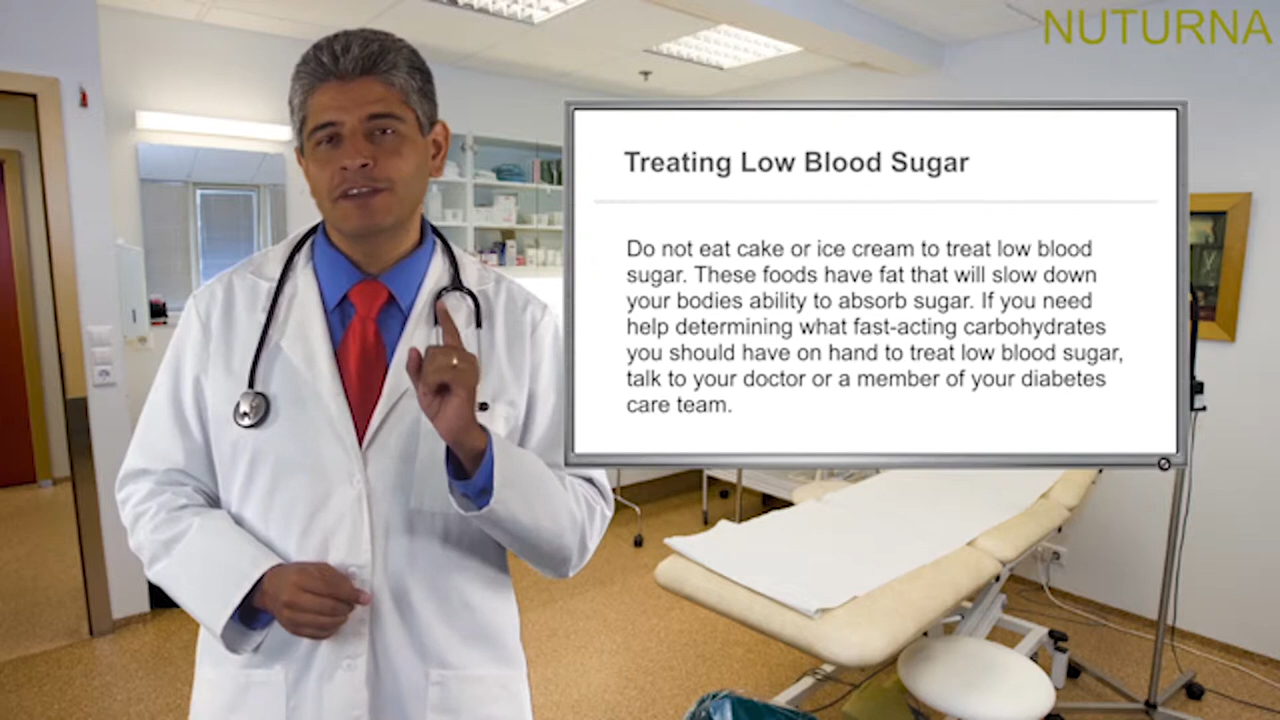 NUTURNA
Treating Low Blood Sugar
Do not eat cake or ice cream to treat low blood
sugar. These foods have fat that will slow down
your bodies ability to absorb sugar. If you need
help determining what fast-acting carbohydrates
you should have on hand to treat low blood sugar,
talk to your doctor or a member of your diabetes
care team.